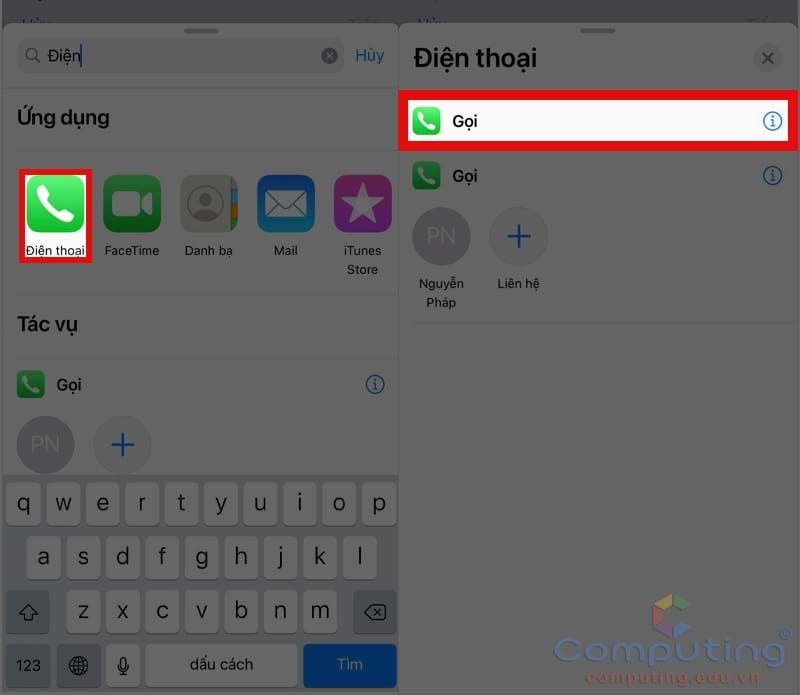 Điện
Hủy
Ứng dụng
Điện thoại
FaceTime
Danh bạ
Mail
iTunes
Store
Tác vụ
Gọi
PN
q w e r t y u i o p
a s d f g h j k l
z x c v b n m
123
dấu cách
Tìm
Điện thoại
Gọi
Gọi
PN
Nguyễn
Pháp
Liên hệ
Computing®
computing.edu.vn